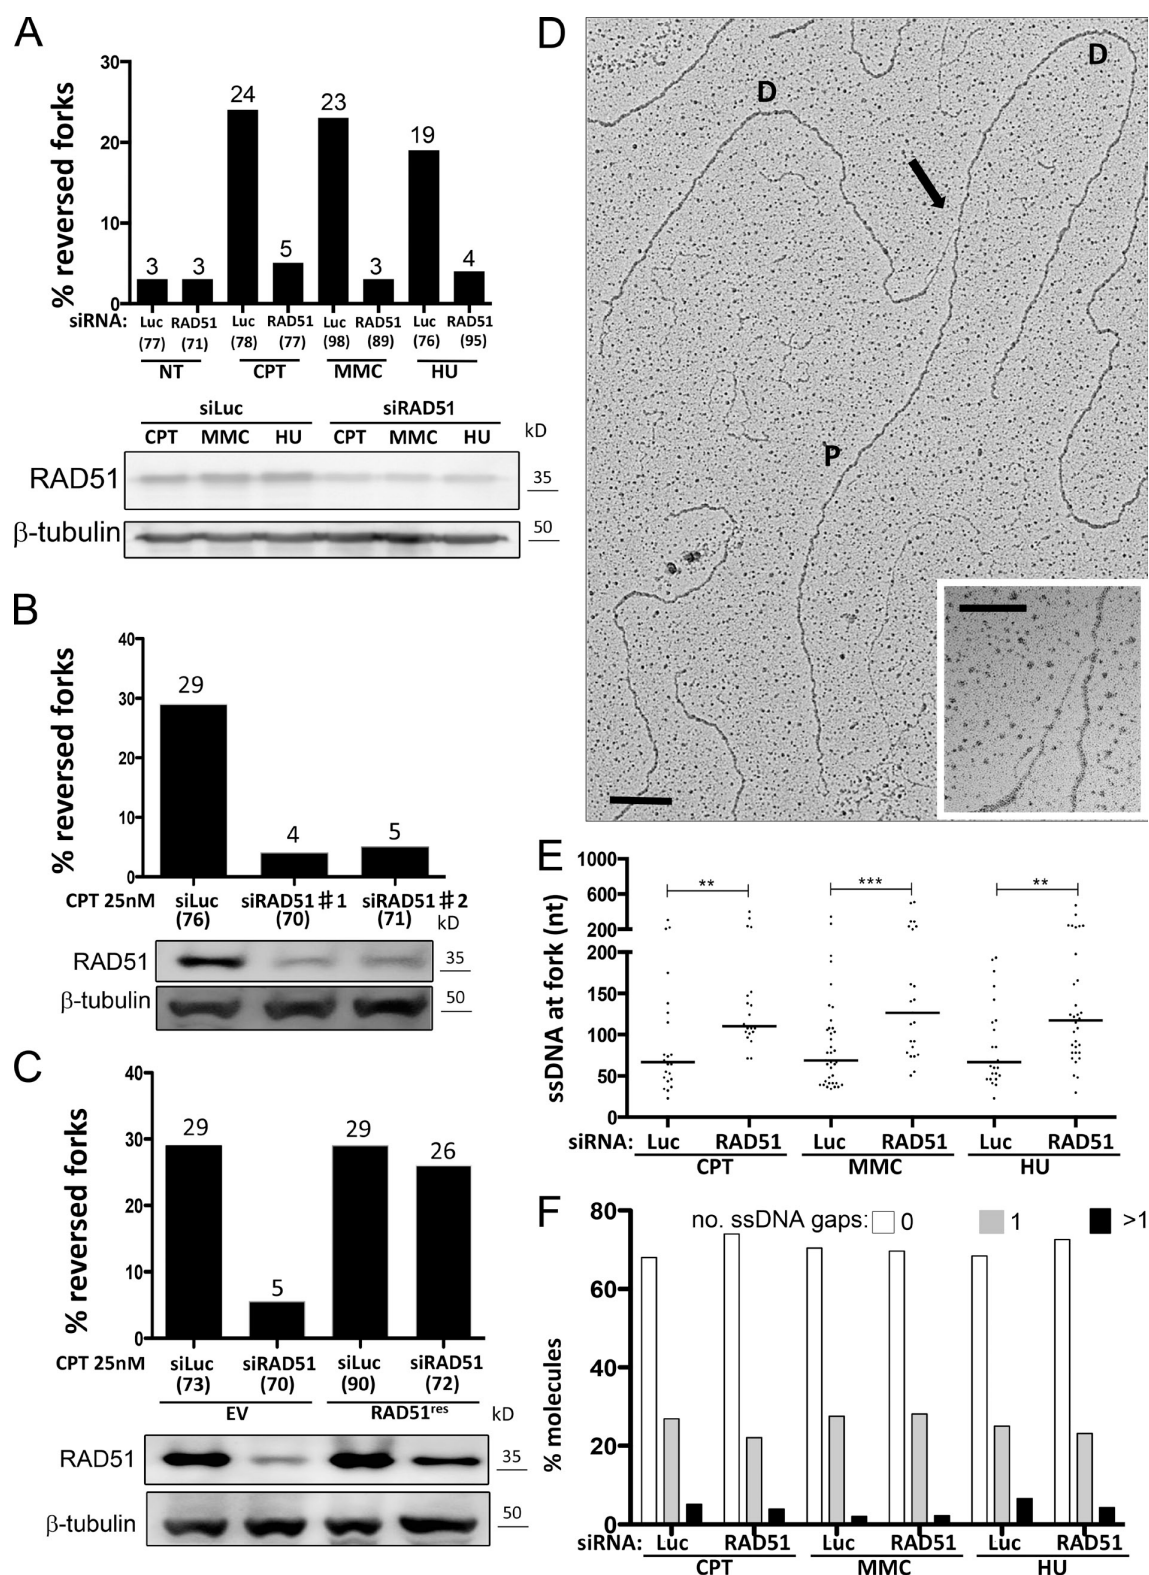 A
% reversed forks
30
20
10
0
3 3 24 5 23 3 19 4
siRNA: Luc RAD51 Luc RAD51 Luc RAD51 Luc RAD51
(77) (71) (78) (77) (98) (89) (76) (95)
NT CPT MMC HU
siLuc siRAD51
CPT MMC HU CPT MMC HU kD
RAD51 35
β-tubulin 50
B
% reversed forks
40
30
20
10
0
29 4 5
CPT 25nM siLuc siRAD51#1 siRAD51#2
(76) (70) (71) kD
RAD51 35
β-tubulin 50
C
% reversed forks
40
30
20
10
0
29 5 29 26
CPT 25nM siLuc siRAD51 siLuc siRAD51
(73) (70) (90) (72)
EV RAD51res kD
RAD51 35
β-tubulin 50
D
D
D
P
E
ssDNA at fork (nt)
1000
600
200
200
150
100
50
0
** *** **
siRNA: Luc RAD51 Luc RAD51 Luc RAD51
CPT MMC HU
F
% molecules
80
60
40
20
0
no. ssDNA gaps: 0 1 >1
siRNA: Luc RAD51 Luc RAD51 Luc RAD51
CPT MMC HU